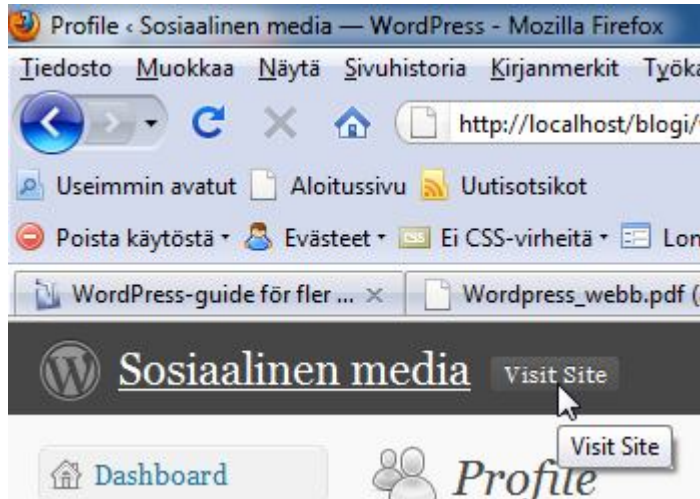 Profile ‹ Sosiaalinen media — WordPress - Mozilla Firefox
Tiedosto Muokkaa Näytä Sivuhistoria Kirjanmerkit Työka
http://localhost/blogi/
Useimmin avatut Aloitussivu Uutisotsikot
Poista käytöstä Evästeet Ei CSS-virheitä Lon
WordPress-guide för fler ... Wordpress_webb.pdf (
Sosiaalinen media Visit Site
Visit Site
Dashboard Profile